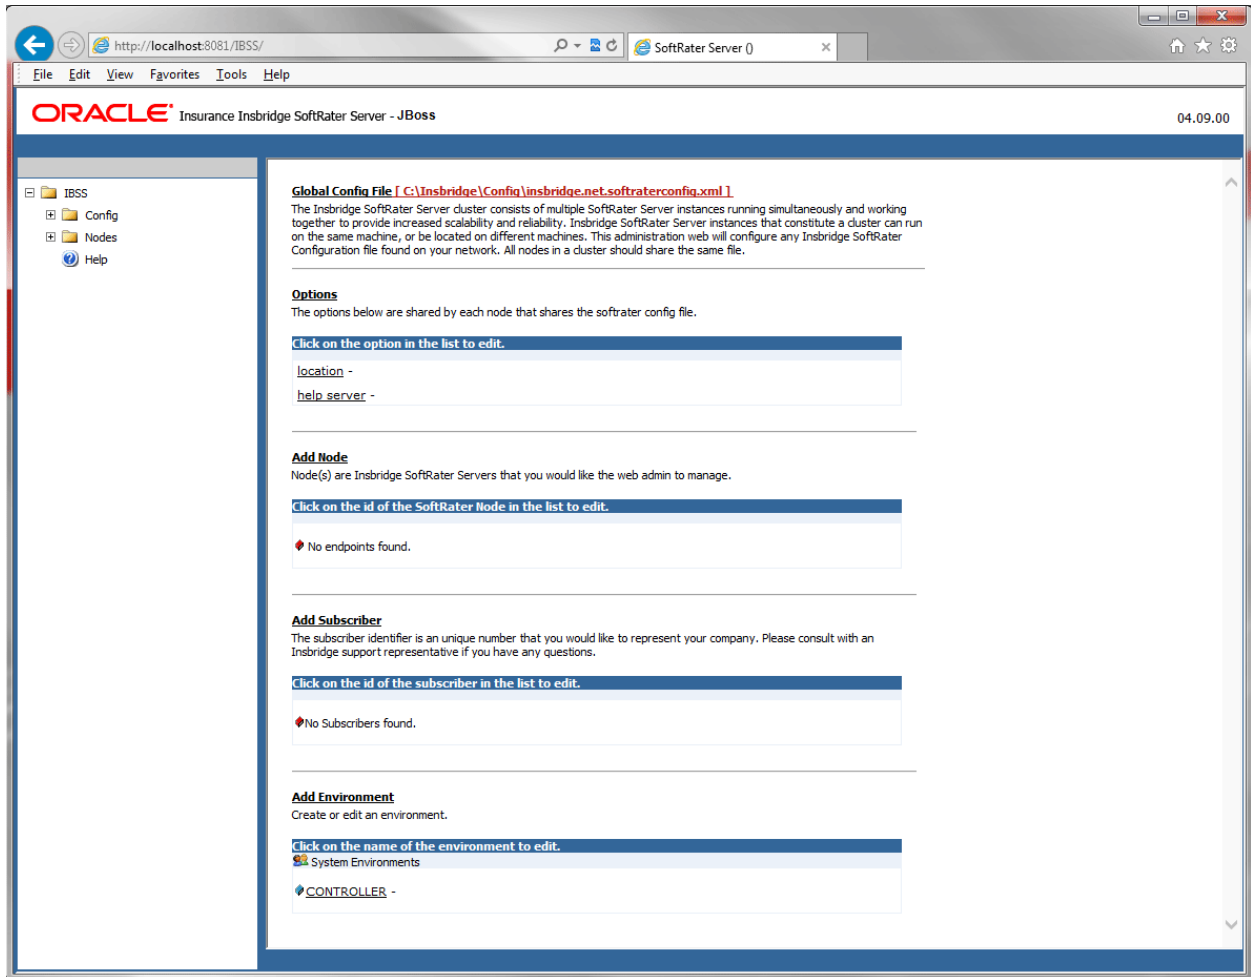 http://localhost:8081/IBSS/
SoftRater Server ()
File Edit View Favorites Tools Help
ORACLE Insurance Insbridge SoftRater Server - JBoss
04.09.00
IBSS
Config
Nodes
Help
Global Config File [ C:\Insbridge\Config\insbridge.net.softraterconfig.xml ]
The Insbridge SoftRater Server cluster consists of multiple SoftRater Server instances running simultaneously and working
together to provide increased scalability and reliability. Insbridge SoftRater Server instances that constitute a cluster can run
on the same machine, or be located on different machines. This administration web will configure any Insbridge SoftRater
Configuration file found on your network. All nodes in a cluster should share the same file.
Options
The options below are shared by each node that shares the softrater config file.
Click on the option in the list to edit.
location -
help server -
Add Node
Node(s) are Insbridge SoftRater Servers that you would like the web admin to manage.
Click on the id of the SoftRater Node in the list to edit.
No endpoints found.
Add Subscriber
The subscriber identifier is an unique number that you would like to represent your company. Please consult with an
Insbridge support representative if you have any questions.
Click on the id of the subscriber in the list to edit.
No Subscribers found.
Add Environment
Create or edit an environment.
Click on the name of the environment to edit.
System Environments
CONTROLLER -